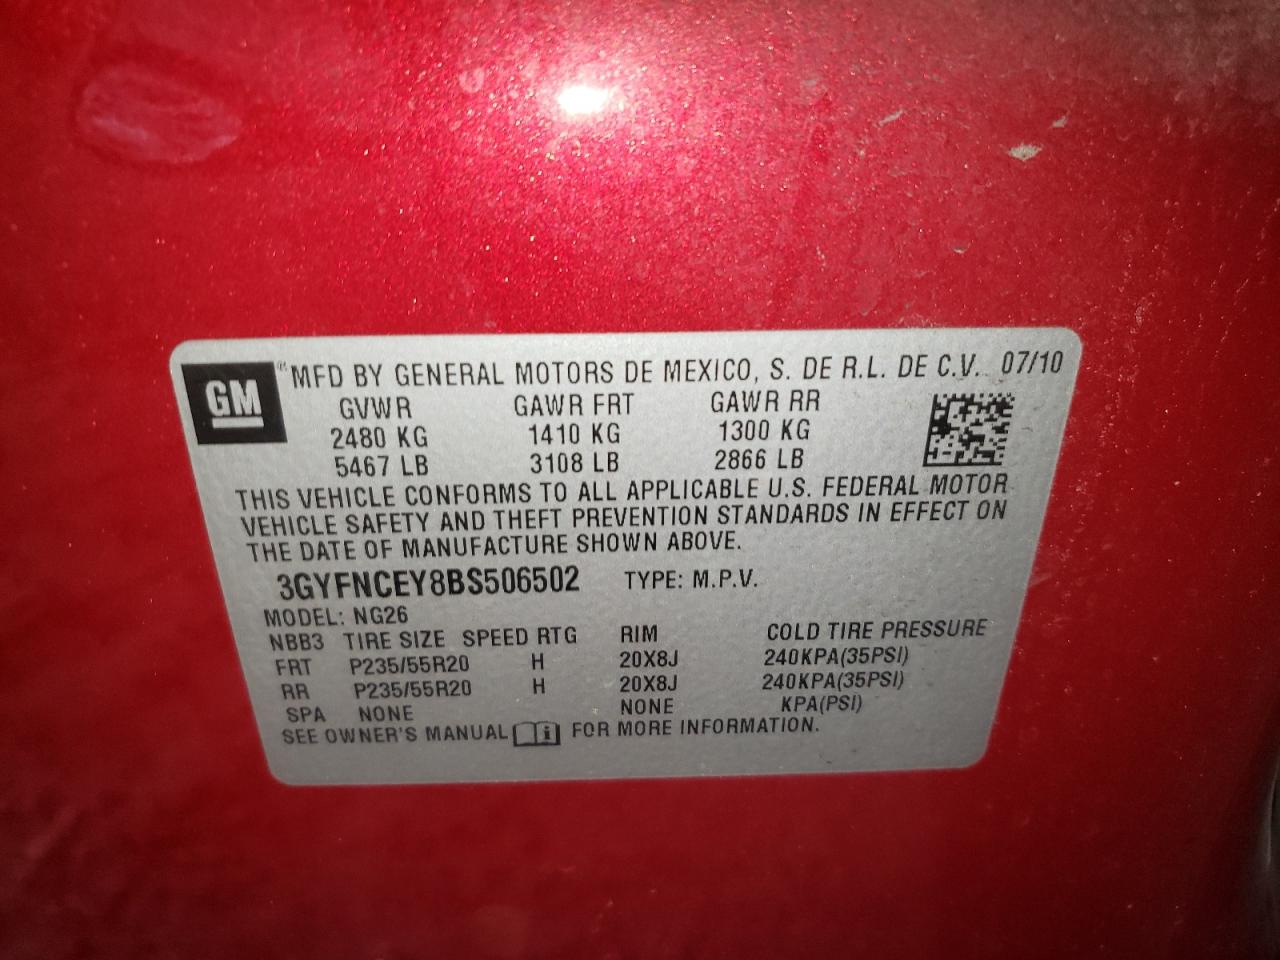 GM ® MFD BY GENERAL MOTORS DE MEXICO, S. DE R.L. DE C.V. 07/10
GVWR GAWR FRT GAWR RR
2480 KG 1410 KG 1300 KG
5467 LB 3108 LB 2866 LB
THIS VEHICLE CONFORMS TO ALL APPLICABLE U.S. FEDERAL MOTOR
VEHICLE SAFETY AND THEFT PREVENTION STANDARDS IN EFFECT ON
THE DATE OF MANUFACTURE SHOWN ABOVE.
3GYFNCEY8BS506502 TYPE: M.P.V.
MODEL: NG26
NBB3 TIRE SIZE SPEED RTG RIM COLD TIRE PRESSURE
FRT P235/55R20 H 20X8J 240KPA(35PSI)
RR P235/55R20 H 20X8J 240KPA(35PSI)
SPA NONE NONE KPA(PSI)
SEE OWNER'S MANUAL i FOR MORE INFORMATION.